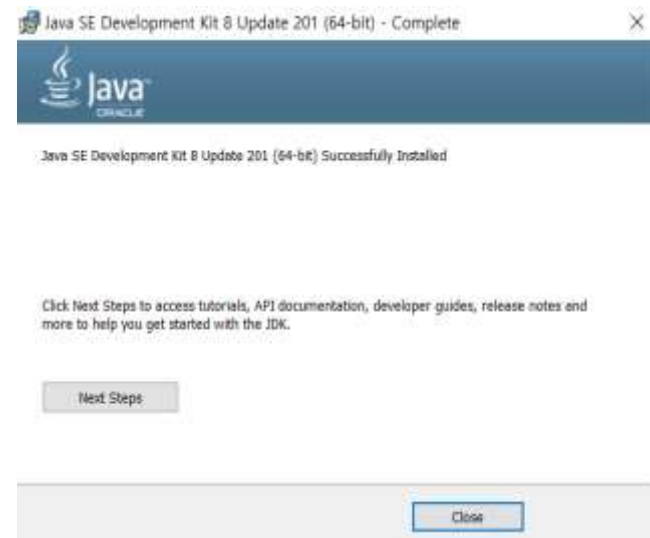 Java SE Development Kit 8 Update 201 (64-bit) - Complete
Java
ORACLE
Java SE Development Kit 8 Update 201 (64-bit) Successfully Installed
Click Next Steps to access tutorials, API documentation, developer guides, release notes and
more to help you get started with the JDK.
Next Steps
Close